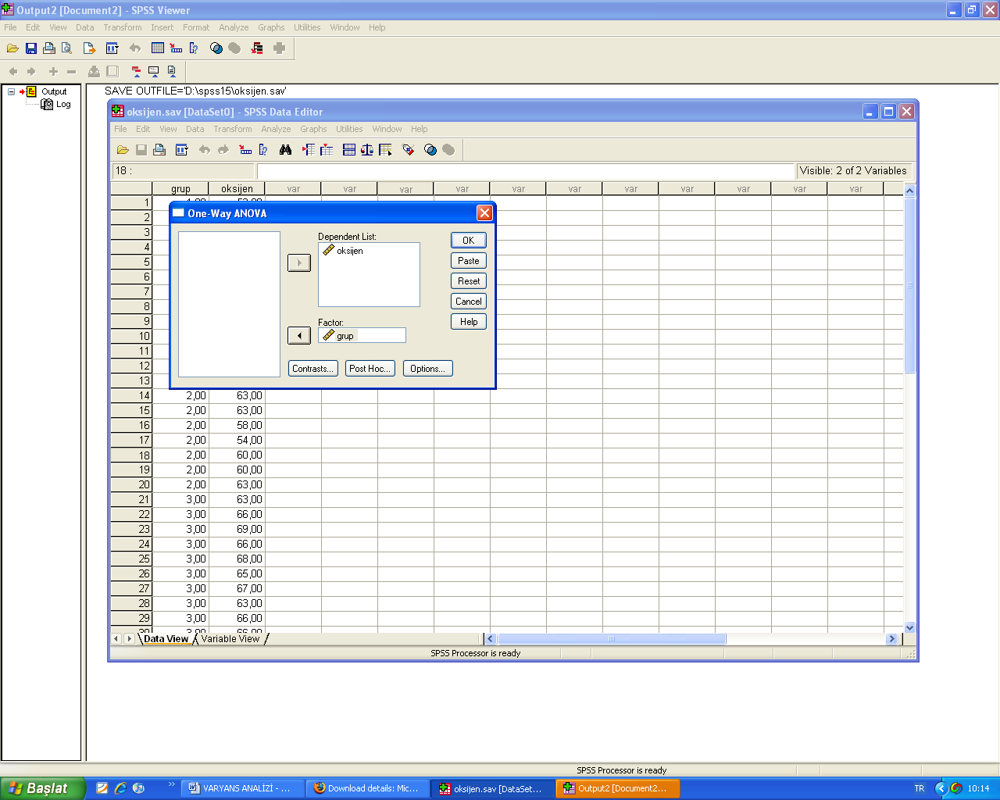 Output2 [Document2] - SPSS Viewer
File Edit View Data Transform Insert Format Analyze Graphs Utilities Window Help
Output
Log
SAVE OUTFILE='D:\spss15\oksijen.sav'
oksijen.sav [DataSet0] - SPSS Data Editor
File Edit View Data Transform Analyze Graphs Utilities Window Help
18 :
Visible: 2 of 2 Variables
grup oksijen var var var var var var var var var var var
1
2
3
4
5
6
7
8
9
10
11
12
13
One-Way ANOVA
Dependent List:
oksijen
Factor:
grup
OK
Paste
Reset
Cancel
Help
Contrasts... Post Hoc... Options...
14 2,00 63,00
15 2,00 63,00
16 2,00 58,00
17 2,00 54,00
18 2,00 60,00
19 2,00 60,00
20 2,00 63,00
21 3,00 63,00
22 3,00 66,00
23 3,00 69,00
24 3,00 66,00
25 3,00 68,00
26 3,00 65,00
27 3,00 67,00
28 3,00 63,00
29 3,00 66,00
30 3,00 66,00
Data View Variable View
SPSS Processor is ready
SPSS Processor is ready
Başlat
VARYANS ANALİZİ - ...
Download details: Mic...
oksijen.sav [DataSet...
Output2 [Document2...
TR
10:14